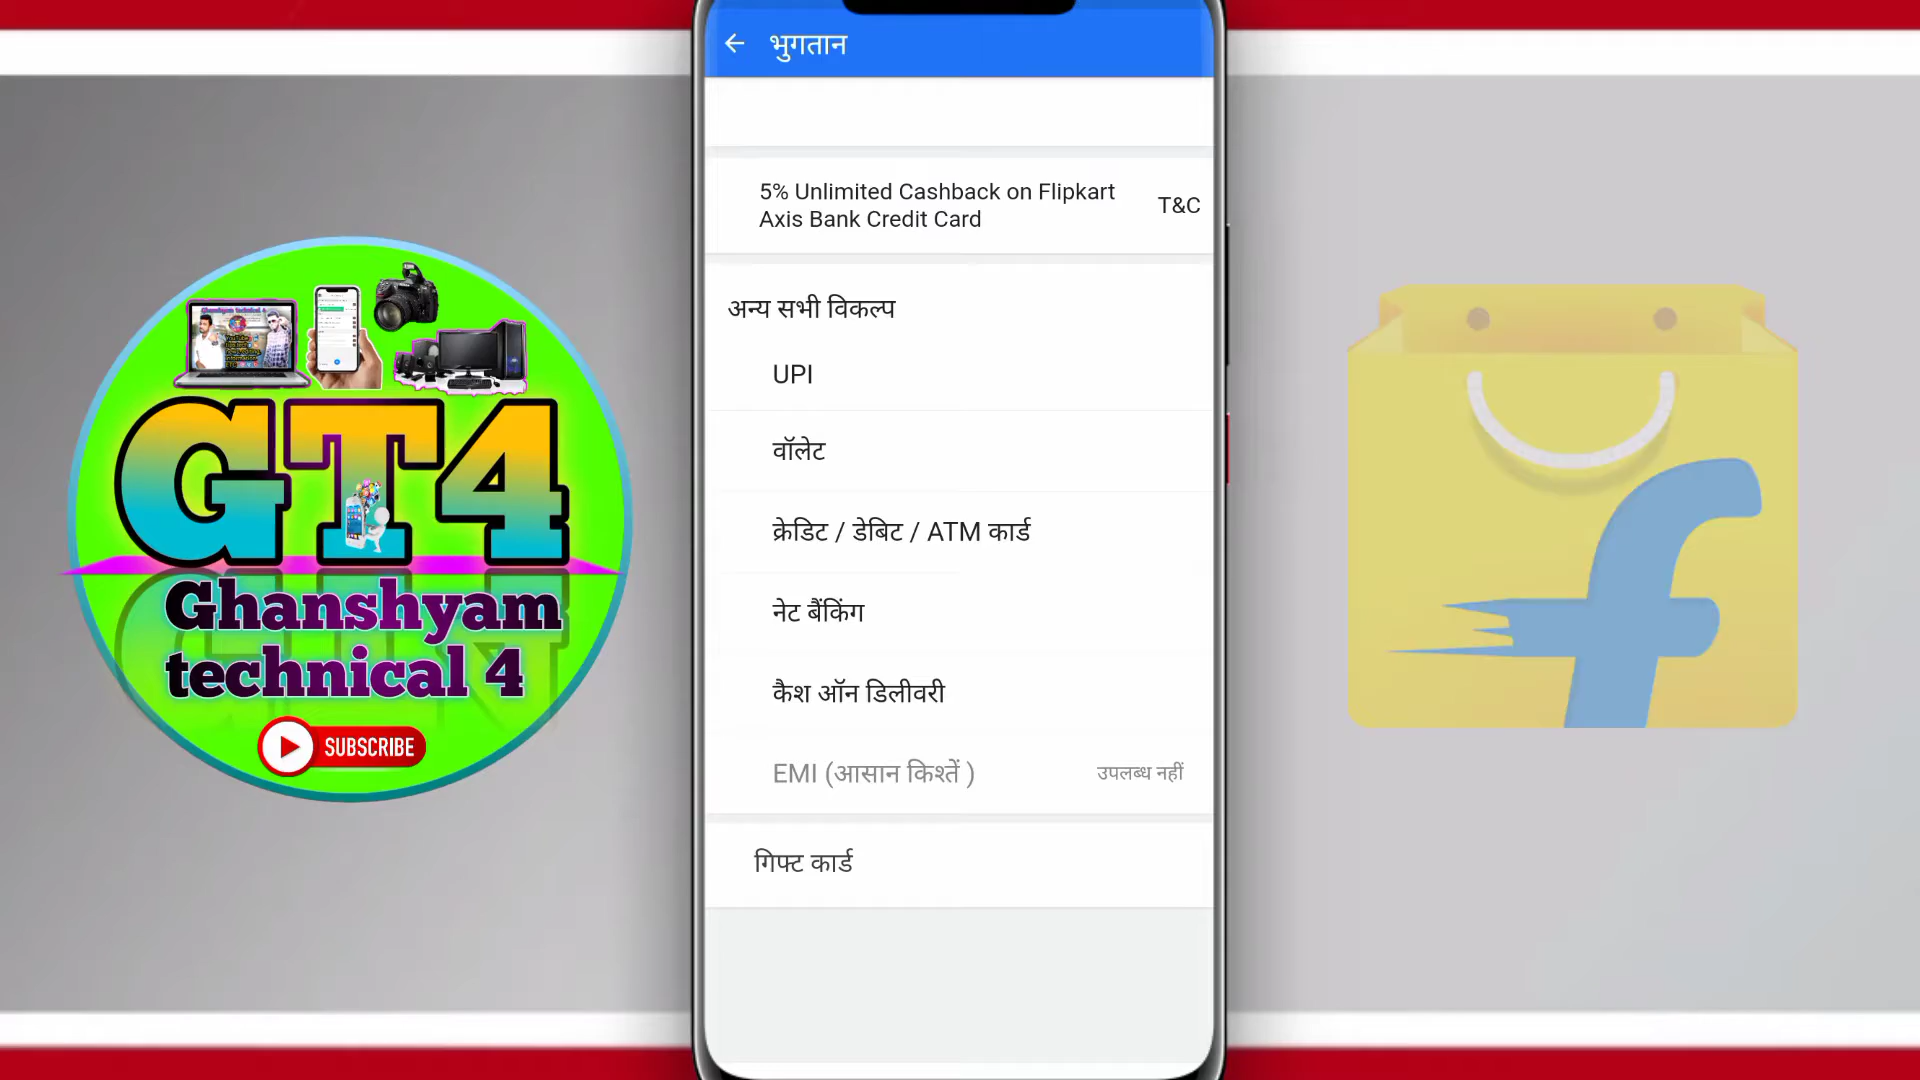 भुगतान
5% Unlimited Cashback on Flipkart
Axis Bank Credit Card
T&C
अन्य सभी विकल्प
UPI
वॉलेट
क्रेडिट / डेबिट / ATM कार्ड
नेट बैंकिंग
कैश ऑन डिलीवरी
EMI (आसान किश्तें )
उपलब्ध नहीं
गिफ्ट कार्ड
GT4
Ghanshyam
technical 4
SUBSCRIBE
f